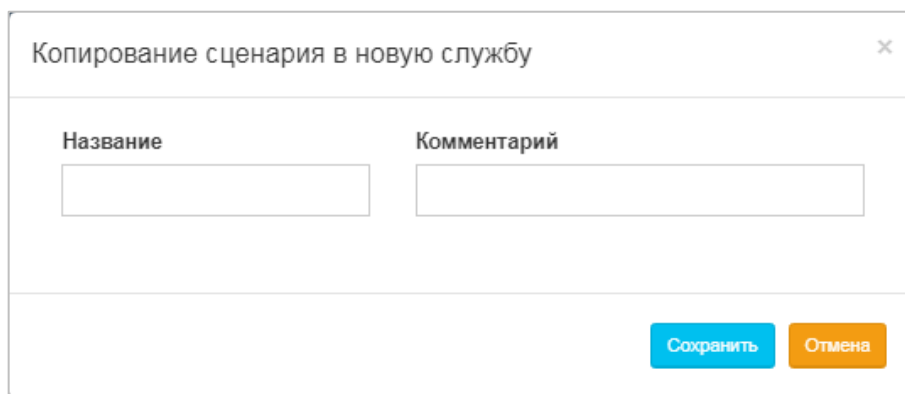 Копирование сценария в новую службу ×
Название Комментарий
Сохранить Отмена